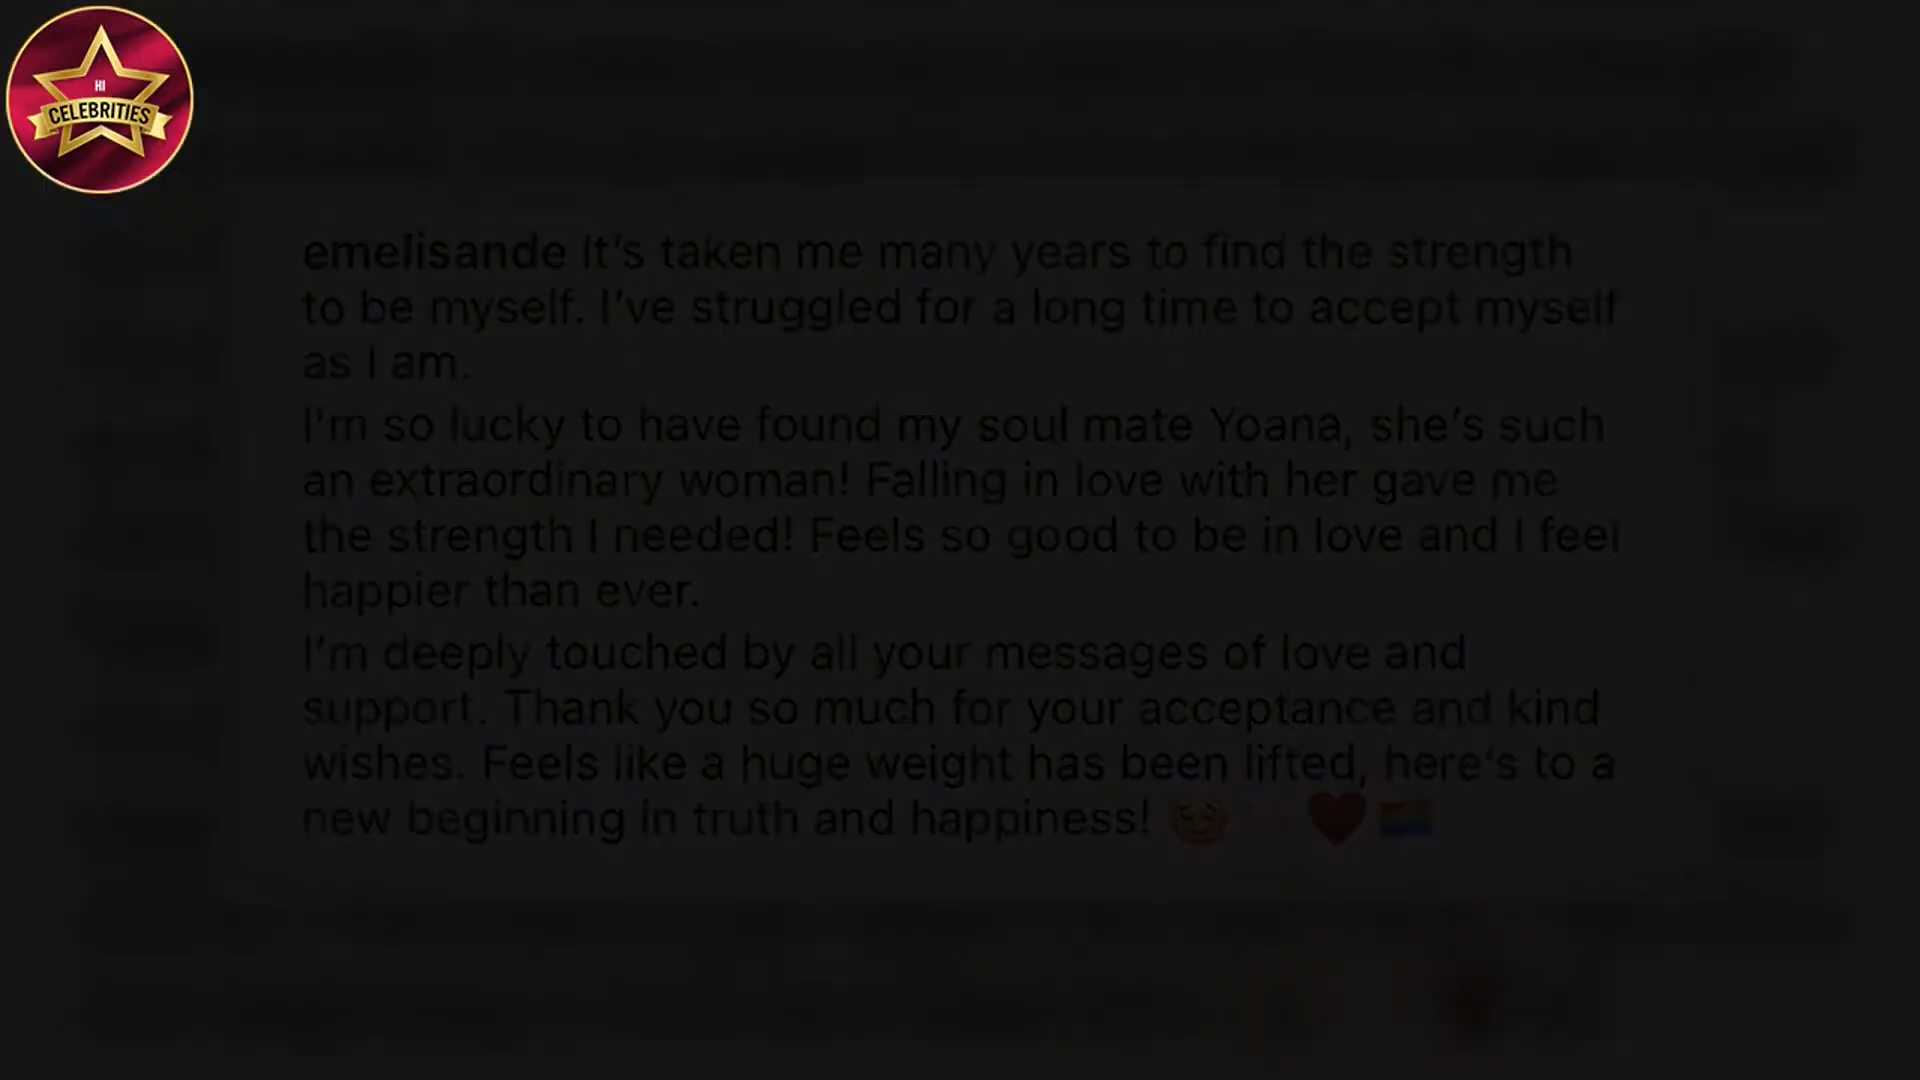 HI
CELEBRITIES
emelisande It's taken me many years to find the strength
to be myself. I've struggled for a long time to accept myself
as I am.
I'm so lucky to have found my soul mate Yoana, she's such
an extraordinary woman! Falling in love with her gave me
the strength I needed! Feels so good to be in love and I feel
happier than ever.
I'm deeply touched by all your messages of love and
support. Thank you so much for your acceptance and kind
wishes. Feels like a huge weight has been lifted, here's to a
new beginning in truth and happiness! 🥹 ❤️ 🏳️‍🌈